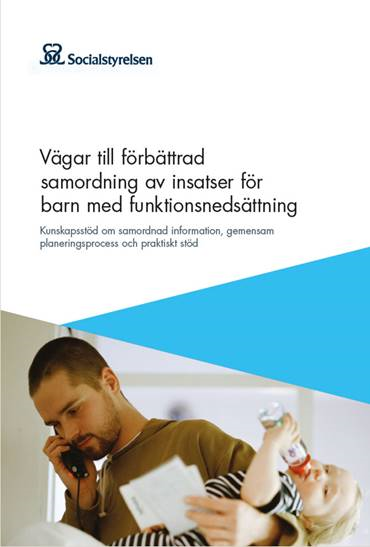 Socialstyrelsen
Vägar till förbättrad
samordning av insatser för
barn med funktionsnedsättning
Kunskapsstöd om samordnad information, gemensam
planeringsprocess och praktiskt stöd